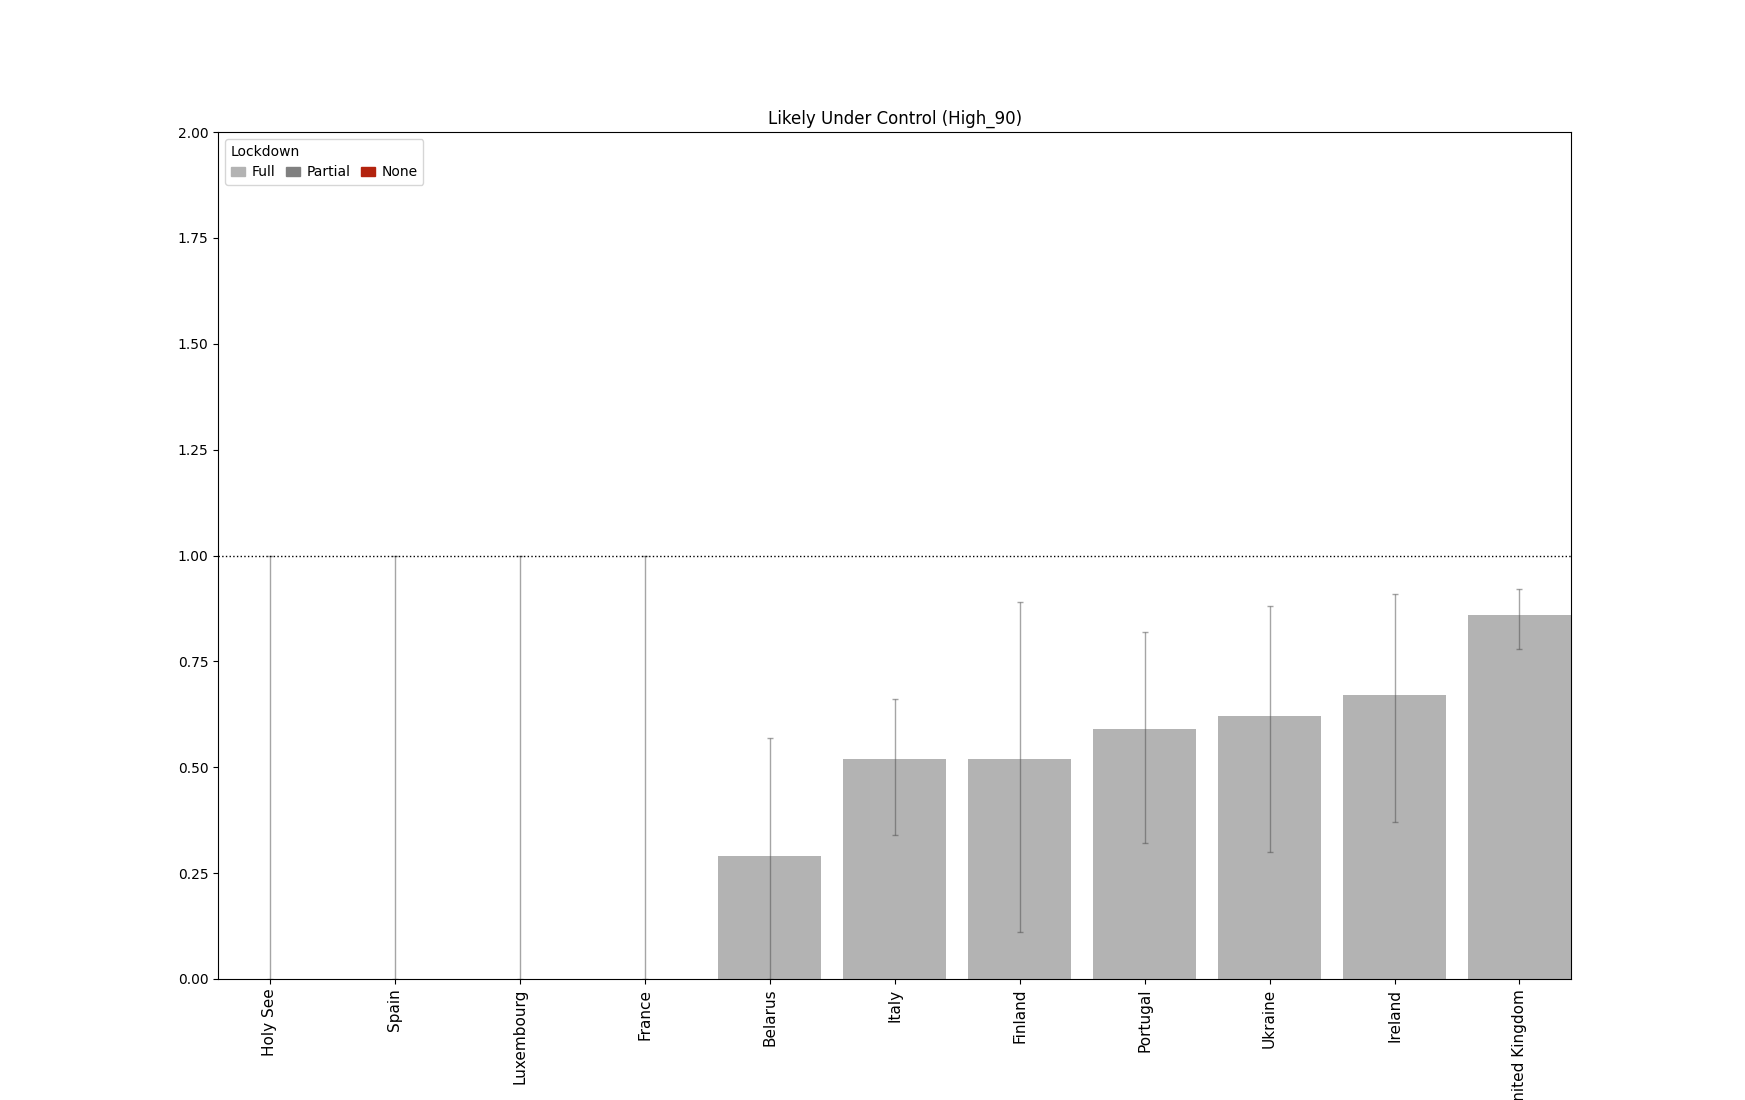 Likely Under Control (High_90)
2.00
Lockdown
Full Partial None
1.75
1.50
1.25
1.00
0.75
0.50
0.25
0.00
Holy See
Spain
Luxembourg
France
Belarus
Italy
Finland
Portugal
Ukraine
Ireland
nited Kingdom